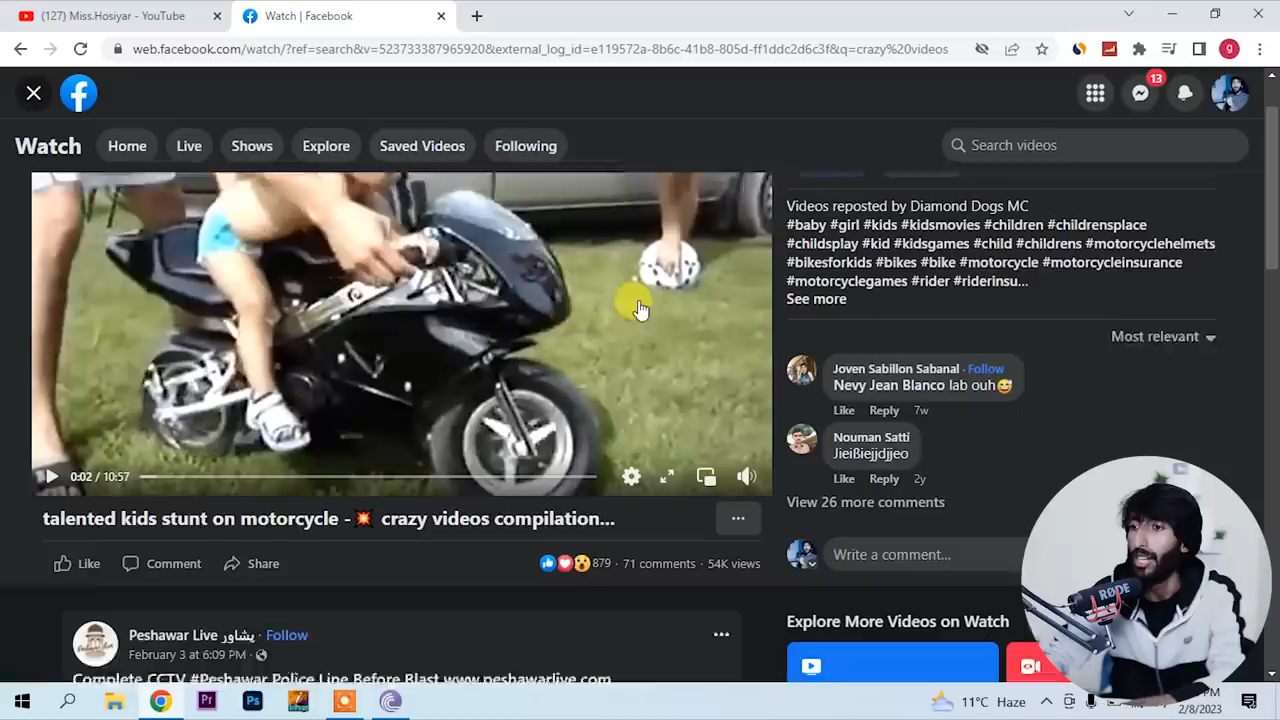 (127) Miss.Hosiyar - YouTube
Watch | Facebook
web.facebook.com/watch/?ref=search&v=523733387965920&external_log_id=e119572a-8b6c-41b8-805d-ff1ddc2d6c3f&q=crazy%20videos
g
13
Watch
Home
Live
Shows
Explore
Saved Videos
Following
Search videos
Videos reposted by Diamond Dogs MC
#baby #girl #kids #kidsmovies #children #childrensplace
#childsplay #kid #kidsgames #child #childrens #motorcyclehelmets
#bikesforkids #bikes #bike #motorcycle #motorcycleinsurance
#motorcyclegames #rider #riderinsu...
See more
Most relevant
Joven Sabillon Sabanal · Follow
Nevy Jean Blanco lab ouh😅
Like Reply 7w
Nouman Satti
Jieißiejjdjjeo
Like Reply 2y
View 26 more comments
Write a comment...
0:02 / 10:57
talented kids stunt on motorcycle -💥 crazy videos compilation...
Like
Comment
Share
879 · 71 comments · 54K views
Peshawar Live پشاور · Follow
February 3 at 6:09 PM ·
Complete CCTV #Peshawar Police Line Before Blast www.peshawarlive.com
Explore More Videos on Watch
RØDE
Pr
Ps
11°C Haze
PM
2/8/2023